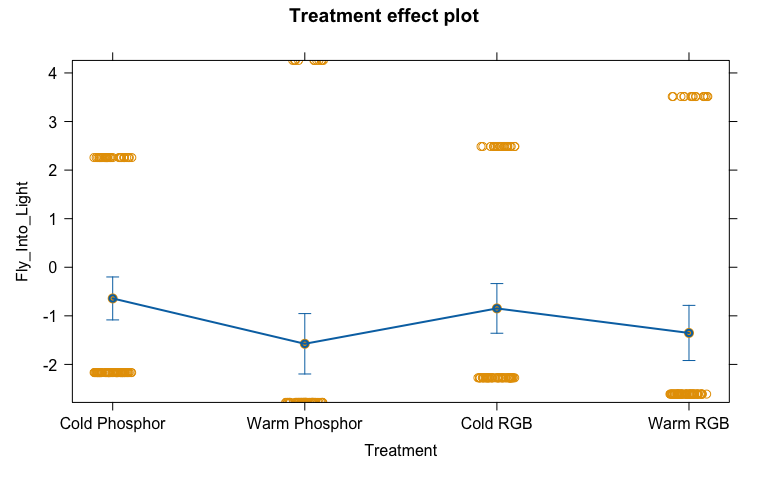 Treatment effect plot
4
3
2
1
0
-1
-2
Fly_Into_Light
Cold Phosphor Warm Phosphor Cold RGB Warm RGB
Treatment